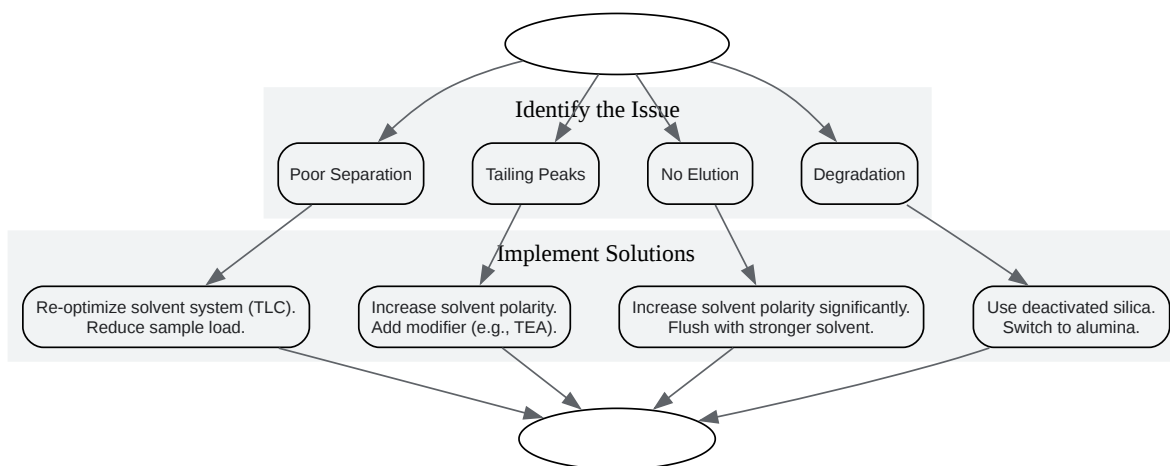 Identify the Issue
Poor Separation
Tailing Peaks
No Elution
Degradation
Implement Solutions
Re-optimize solvent system (TLC).
Reduce sample load.
Increase solvent polarity.
Add modifier (e.g., TEA).
Increase solvent polarity significantly.
Flush with stronger solvent.
Use deactivated silica.
Switch to alumina.